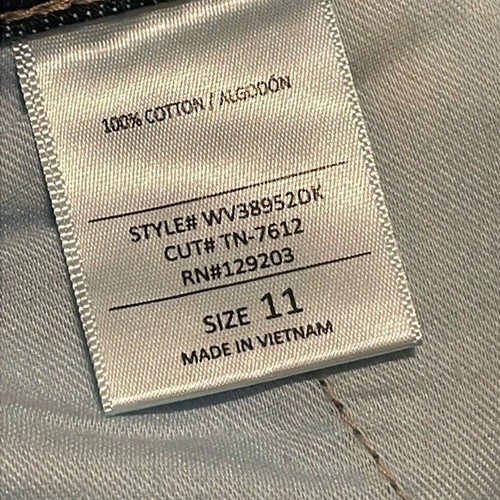 100% COTTON / ALGODÓN
STYLE# WV38952DK
CUT# TN-7612
RN#129203
SIZE 11
MADE IN VIETNAM